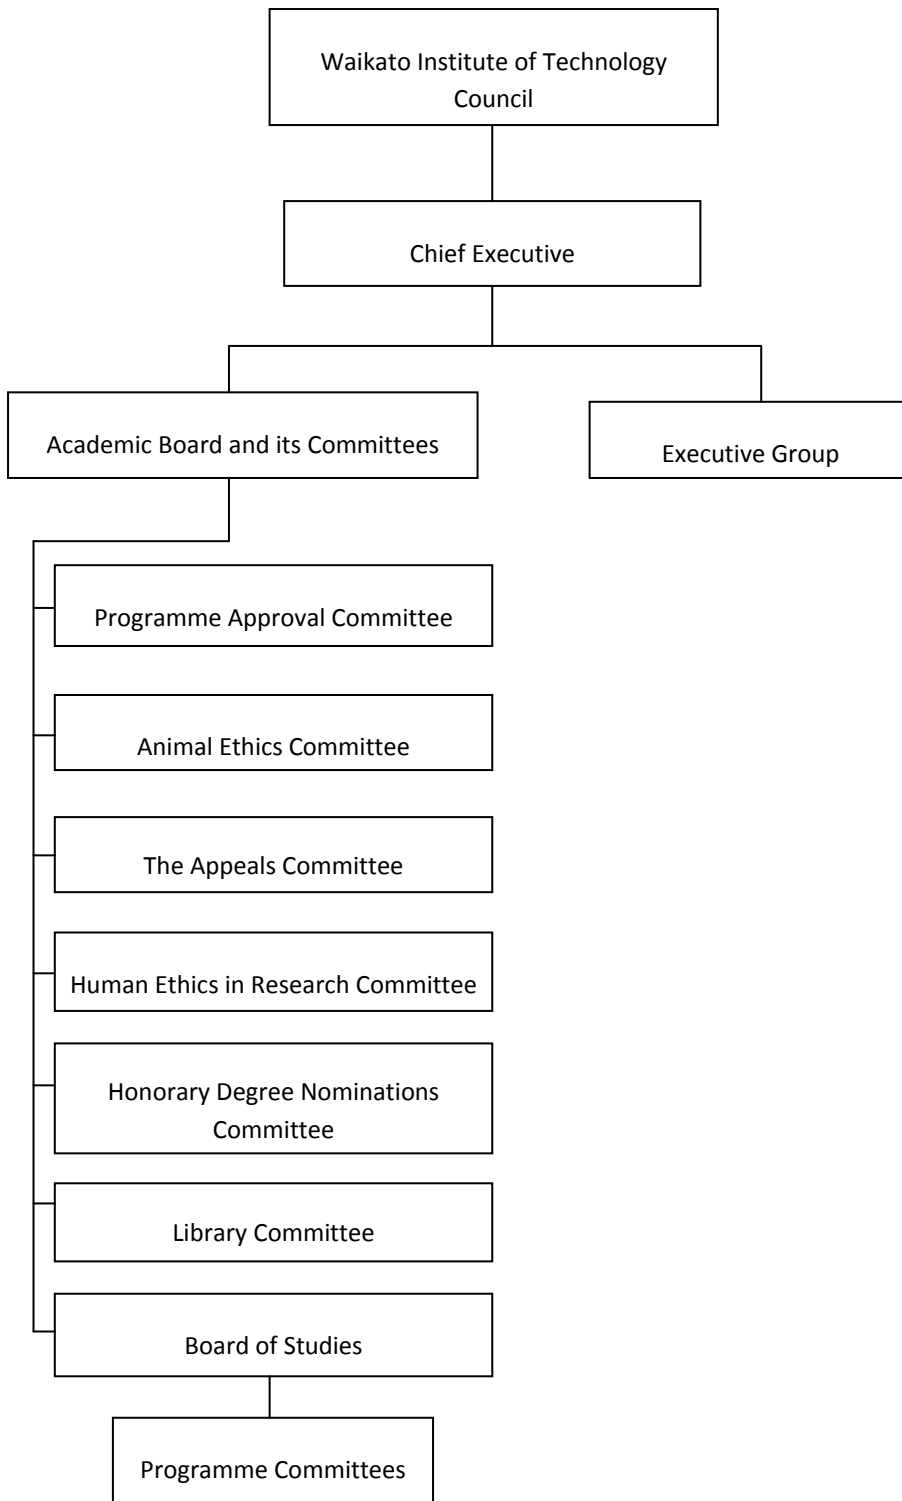 Waikato Institute of Technology
Council
Chief Executive
Academic Board and its Committees
Executive Group
Programme Approval Committee
Animal Ethics Committee
The Appeals Committee
Human Ethics in Research Committee
Honorary Degree Nominations
Committee
Library Committee
Board of Studies
Programme Committees